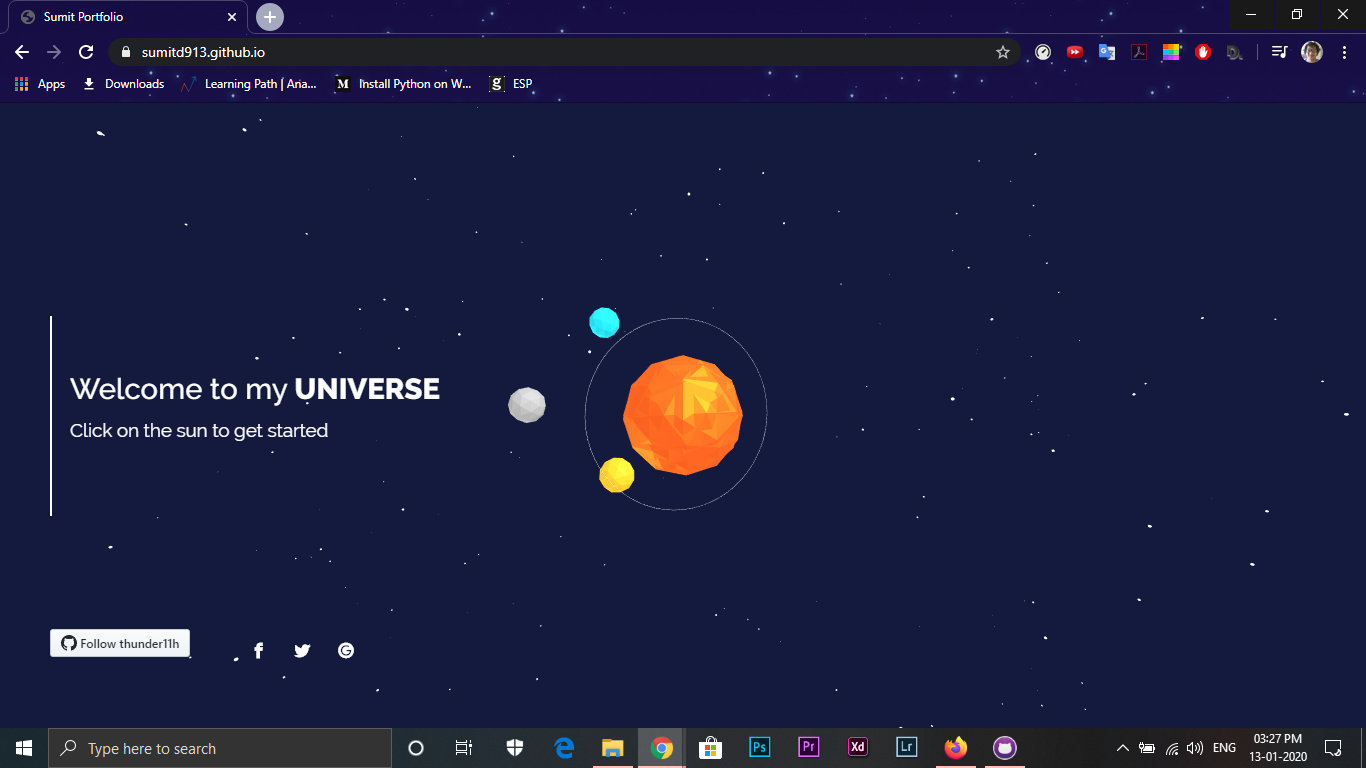 Sumit Portfolio
sumitd913.github.io
Apps Downloads Learning Path | Ana... M Install Python on W... g ESP
Welcome to my UNIVERSE
Click on the sun to get started
Follow thunder11h
f G
Type here to search
Ps Pr Xd Lr
ENG
03:27 PM
13-01-2020